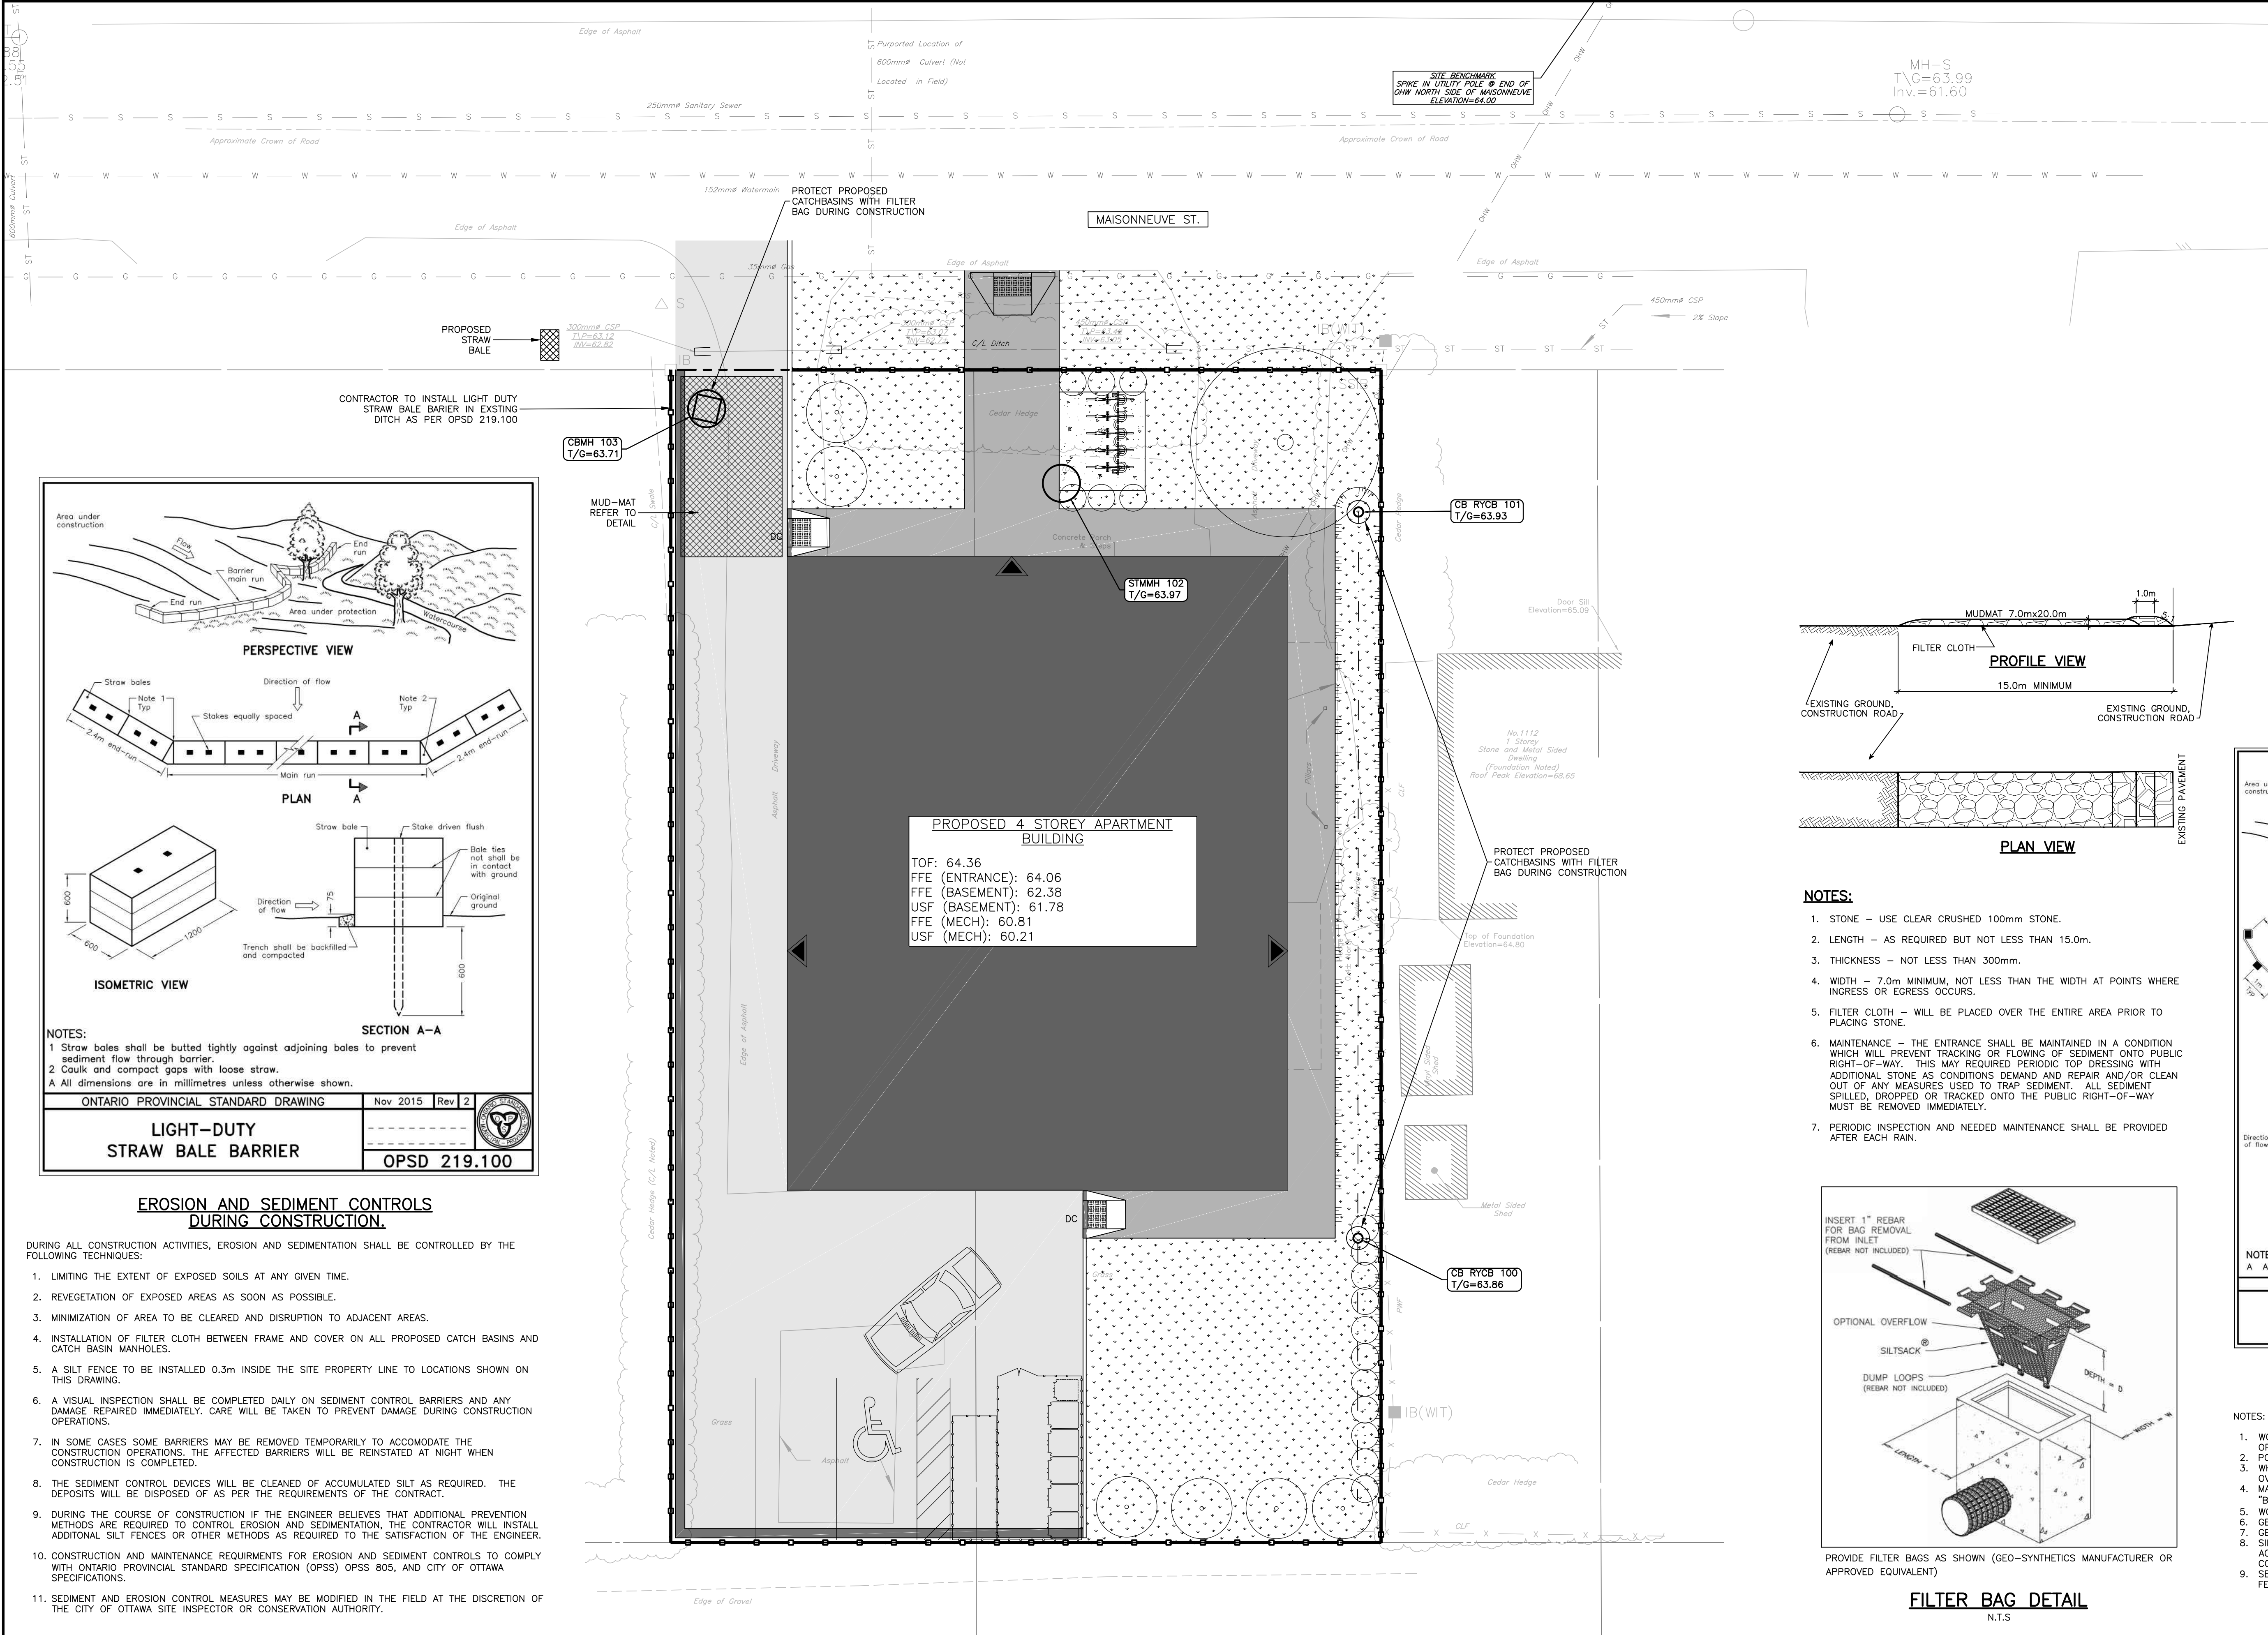 Edge of Asphalt
Purported Location of
600mmø Culvert (Not
Located in Field)
SITE BENCHMARK
SPIKE IN UTILITY POLE @ END OF
OHW NORTH SIDE OF MAISONNEUVE
ELEVATION=64.00
MH-S
T\G=63.99
Inv.=61.60
250mmø Sanitary Sewer
Approximate Crown of Road
Approximate Crown of Road
600mmø Culvert
152mmø Watermain
PROTECT PROPOSED
CATCHBASINS WITH FILTER
BAG DURING CONSTRUCTION
MAISONNEUVE ST.
Edge of Asphalt
35mmø Gas
Edge of Asphalt
Edge of Asphalt
450mmø CSP
2% Slope
PROPOSED
STRAW
BALE
300mmø CSP
T\P=63.12
INV=62.82
C/L Ditch
IB(WIT)
IB
SSIB
CONTRACTOR TO INSTALL LIGHT DUTY
STRAW BALE BARIER IN EXSTING
DITCH AS PER OPSD 219.100
CBMH 103
T/G=63.71
Cedar Hedge
MUD-MAT
REFER TO
DETAIL
C/L Swale
DC
Concrete Porch
& Steps
Cedar Hedge
CB RYCB 101
T/G=63.93
STMMH 102
T/G=63.97
Door Sill
Elevation=65.09
No.1112
1 Storey
Stone and Metal Sided
Dwelling
(Foundation Noted)
Roof Peak Elevation=68.65
Asphalt Driveway
Pillars
CLF
PROPOSED 4 STOREY APARTMENT
BUILDING
TOF: 64.36
FFE (ENTRANCE): 64.06
FFE (BASEMENT): 62.38
USF (BASEMENT): 61.78
FFE (MECH): 60.81
USF (MECH): 60.21
PROTECT PROPOSED
CATCHBASINS WITH FILTER
BAG DURING CONSTRUCTION
Top of Foundation
Elevation=64.80
Edge of Asphalt
Cedar Hedge (C/L Noted)
Metal Sided
Shed
DC
Grass
CB RYCB 100
T/G=63.86
PWF
IB(WIT)
Grass
Asphalt
Cedar Hedge
CLF
Edge of Gravel
Area under
construction
Flow
End
run
Barrier
main run
End run
Area under protection
Watercourse
PERSPECTIVE VIEW
Straw bales
Note 1
Typ
Direction of flow
Note 2
Typ
Stakes equally spaced
A
2.4m end-run
2.4m end-run
Main run
PLAN
A
Straw bale
Stake driven flush
Bale ties
not shall be
in contact
with ground
600
75
Direction
of flow
Original
ground
600
1200
Trench shall be backfilled
and compacted
600
ISOMETRIC VIEW
SECTION A-A
NOTES:
1 Straw bales shall be butted tightly against adjoining bales to prevent
sediment flow through barrier.
2 Caulk and compact gaps with loose straw.
A All dimensions are in millimetres unless otherwise shown.
ONTARIO PROVINCIAL STANDARD DRAWING
Nov 2015 Rev 2
LIGHT-DUTY
STRAW BALE BARRIER
OPSD 219.100
EROSION AND SEDIMENT CONTROLS
DURING CONSTRUCTION.
DURING ALL CONSTRUCTION ACTIVITIES, EROSION AND SEDIMENTATION SHALL BE CONTROLLED BY THE
FOLLOWING TECHNIQUES:
1. LIMITING THE EXTENT OF EXPOSED SOILS AT ANY GIVEN TIME.
2. REVEGETATION OF EXPOSED AREAS AS SOON AS POSSIBLE.
3. MINIMIZATION OF AREA TO BE CLEARED AND DISRUPTION TO ADJACENT AREAS.
4. INSTALLATION OF FILTER CLOTH BETWEEN FRAME AND COVER ON ALL PROPOSED CATCH BASINS AND
CATCH BASIN MANHOLES.
5. A SILT FENCE TO BE INSTALLED 0.3m INSIDE THE SITE PROPERTY LINE TO LOCATIONS SHOWN ON
THIS DRAWING.
6. A VISUAL INSPECTION SHALL BE COMPLETED DAILY ON SEDIMENT CONTROL BARRIERS AND ANY
DAMAGE REPAIRED IMMEDIATELY. CARE WILL BE TAKEN TO PREVENT DAMAGE DURING CONSTRUCTION
OPERATIONS.
7. IN SOME CASES SOME BARRIERS MAY BE REMOVED TEMPORARILY TO ACCOMODATE THE
CONSTRUCTION OPERATIONS. THE AFFECTED BARRIERS WILL BE REINSTATED AT NIGHT WHEN
CONSTRUCTION IS COMPLETED.
8. THE SEDIMENT CONTROL DEVICES WILL BE CLEANED OF ACCUMULATED SILT AS REQUIRED. THE
DEPOSITS WILL BE DISPOSED OF AS PER THE REQUIREMENTS OF THE CONTRACT.
9. DURING THE COURSE OF CONSTRUCTION IF THE ENGINEER BELIEVES THAT ADDITIONAL PREVENTION
METHODS ARE REQUIRED TO CONTROL EROSION AND SEDIMENTATION, THE CONTRACTOR WILL INSTALL
ADDITONAL SILT FENCES OR OTHER METHODS AS REQUIRED TO THE SATISFACTION OF THE ENGINEER.
10. CONSTRUCTION AND MAINTENANCE REQUIRMENTS FOR EROSION AND SEDIMENT CONTROLS TO COMPLY
WITH ONTARIO PROVINCIAL STANDARD SPECIFICATION (OPSS) OPSS 805, AND CITY OF OTTAWA
SPECIFICATIONS.
11. SEDIMENT AND EROSION CONTROL MEASURES MAY BE MODIFIED IN THE FIELD AT THE DISCRETION OF
THE CITY OF OTTAWA SITE INSPECTOR OR CONSERVATION AUTHORITY.
1.0m
MUDMAT 7.0mx20.0m
5:1
FILTER CLOTH
PROFILE VIEW
15.0m MINIMUM
EXISTING GROUND,
CONSTRUCTION ROAD
EXISTING GROUND,
CONSTRUCTION ROAD
EXISTING PAVEMENT
PLAN VIEW
NOTES:
1. STONE – USE CLEAR CRUSHED 100mm STONE.
2. LENGTH – AS REQUIRED BUT NOT LESS THAN 15.0m.
3. THICKNESS – NOT LESS THAN 300mm.
4. WIDTH – 7.0m MINIMUM, NOT LESS THAN THE WIDTH AT POINTS WHERE
INGRESS OR EGRESS OCCURS.
5. FILTER CLOTH – WILL BE PLACED OVER THE ENTIRE AREA PRIOR TO
PLACING STONE.
6. MAINTENANCE – THE ENTRANCE SHALL BE MAINTAINED IN A CONDITION
WHICH WILL PREVENT TRACKING OR FLOWING OF SEDIMENT ONTO PUBLIC
RIGHT-OF-WAY. THIS MAY REQUIRED PERIODIC TOP DRESSING WITH
ADDITIONAL STONE AS CONDITIONS DEMAND AND REPAIR AND/OR CLEAN
OUT OF ANY MEASURES USED TO TRAP SEDIMENT. ALL SEDIMENT
SPILLED, DROPPED OR TRACKED ONTO THE PUBLIC RIGHT-OF-WAY
MUST BE REMOVED IMMEDIATELY.
7. PERIODIC INSPECTION AND NEEDED MAINTENANCE SHALL BE PROVIDED
AFTER EACH RAIN.
INSERT 1" REBAR
FOR BAG REMOVAL
FROM INLET
(REBAR NOT INCLUDED)
OPTIONAL OVERFLOW
SILTSACK®
DUMP LOOPS
(REBAR NOT INCLUDED)
DEPTH = D
WIDTH = W
LENGTH = L
PROVIDE FILTER BAGS AS SHOWN (GEO-SYNTHETICS MANUFACTURER OR
APPROVED EQUIVALENT)
FILTER BAG DETAIL
N.T.S
NOTES: